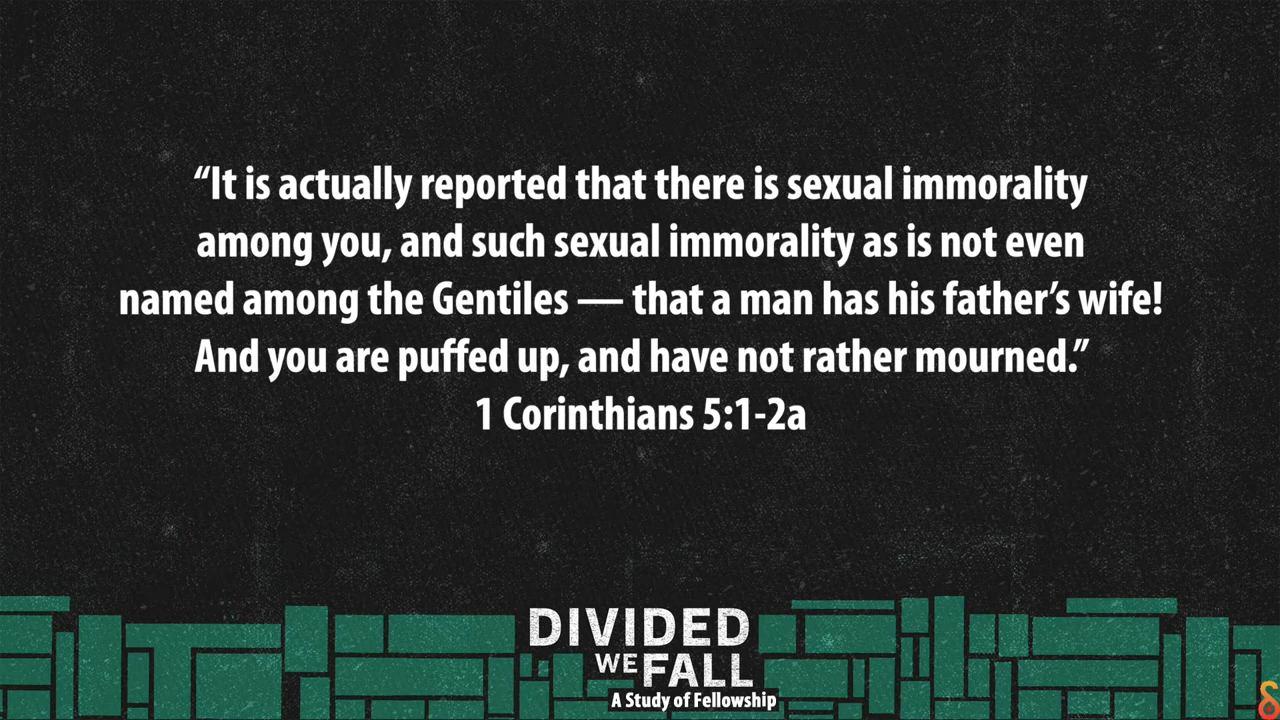 “It is actually reported that there is sexual immorality
among you, and such sexual immorality as is not even
named among the Gentiles — that a man has his father’s wife!
And you are puffed up, and have not rather mourned.”
1 Corinthians 5:1-2a
DIVIDED
WE FALL
A Study of Fellowship